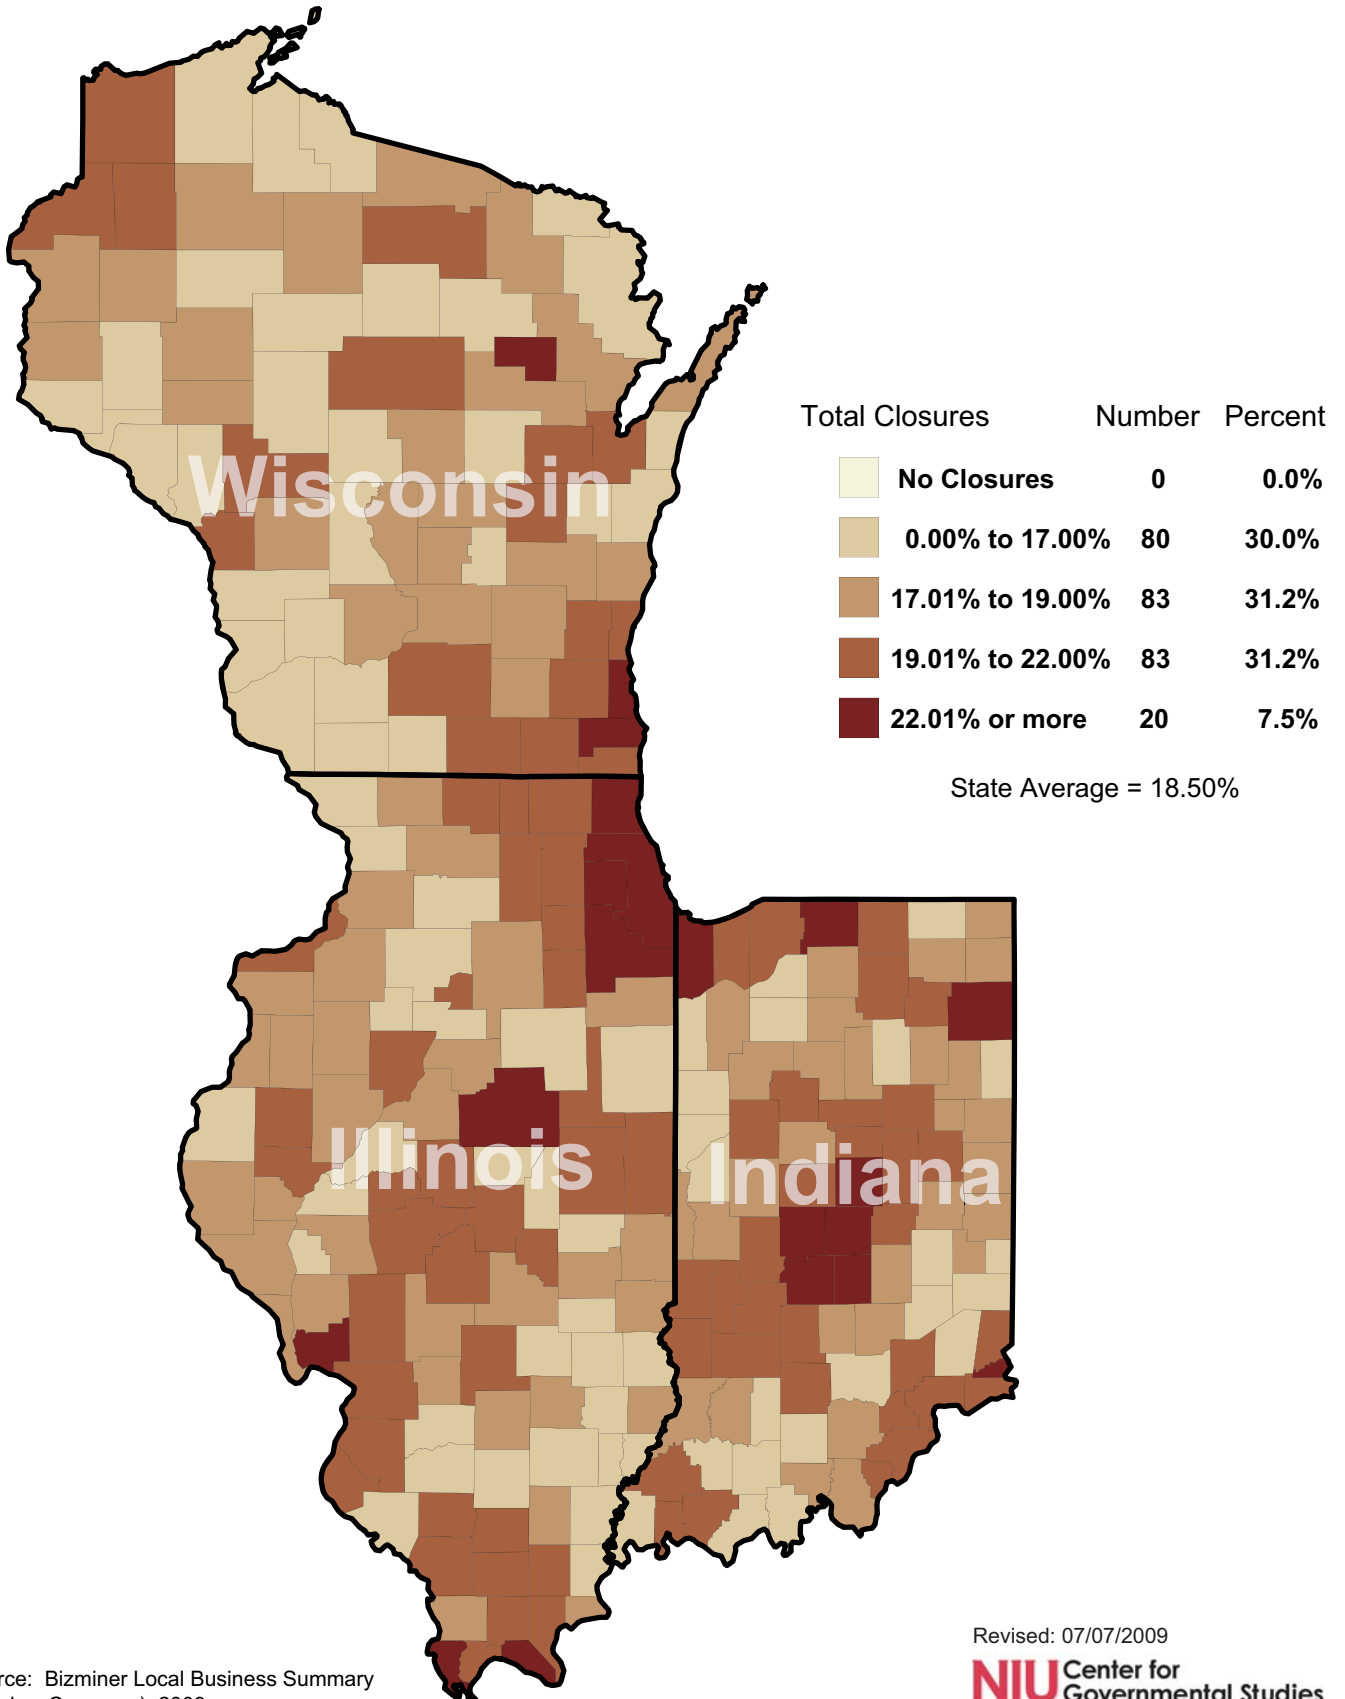 Wisconsin
Total Closures Number Percent
No Closures 0 0.0%
0.00% to 17.00% 80 30.0%
17.01% to 19.00% 83 31.2%
19.01% to 22.00% 83 31.2%
22.01% or more 20 7.5%
State Average = 18.50%
Illinois
Indiana
Revised: 07/07/2009
NIU Center for
Governmental Studies
rce: Bizminer Local Business Summary